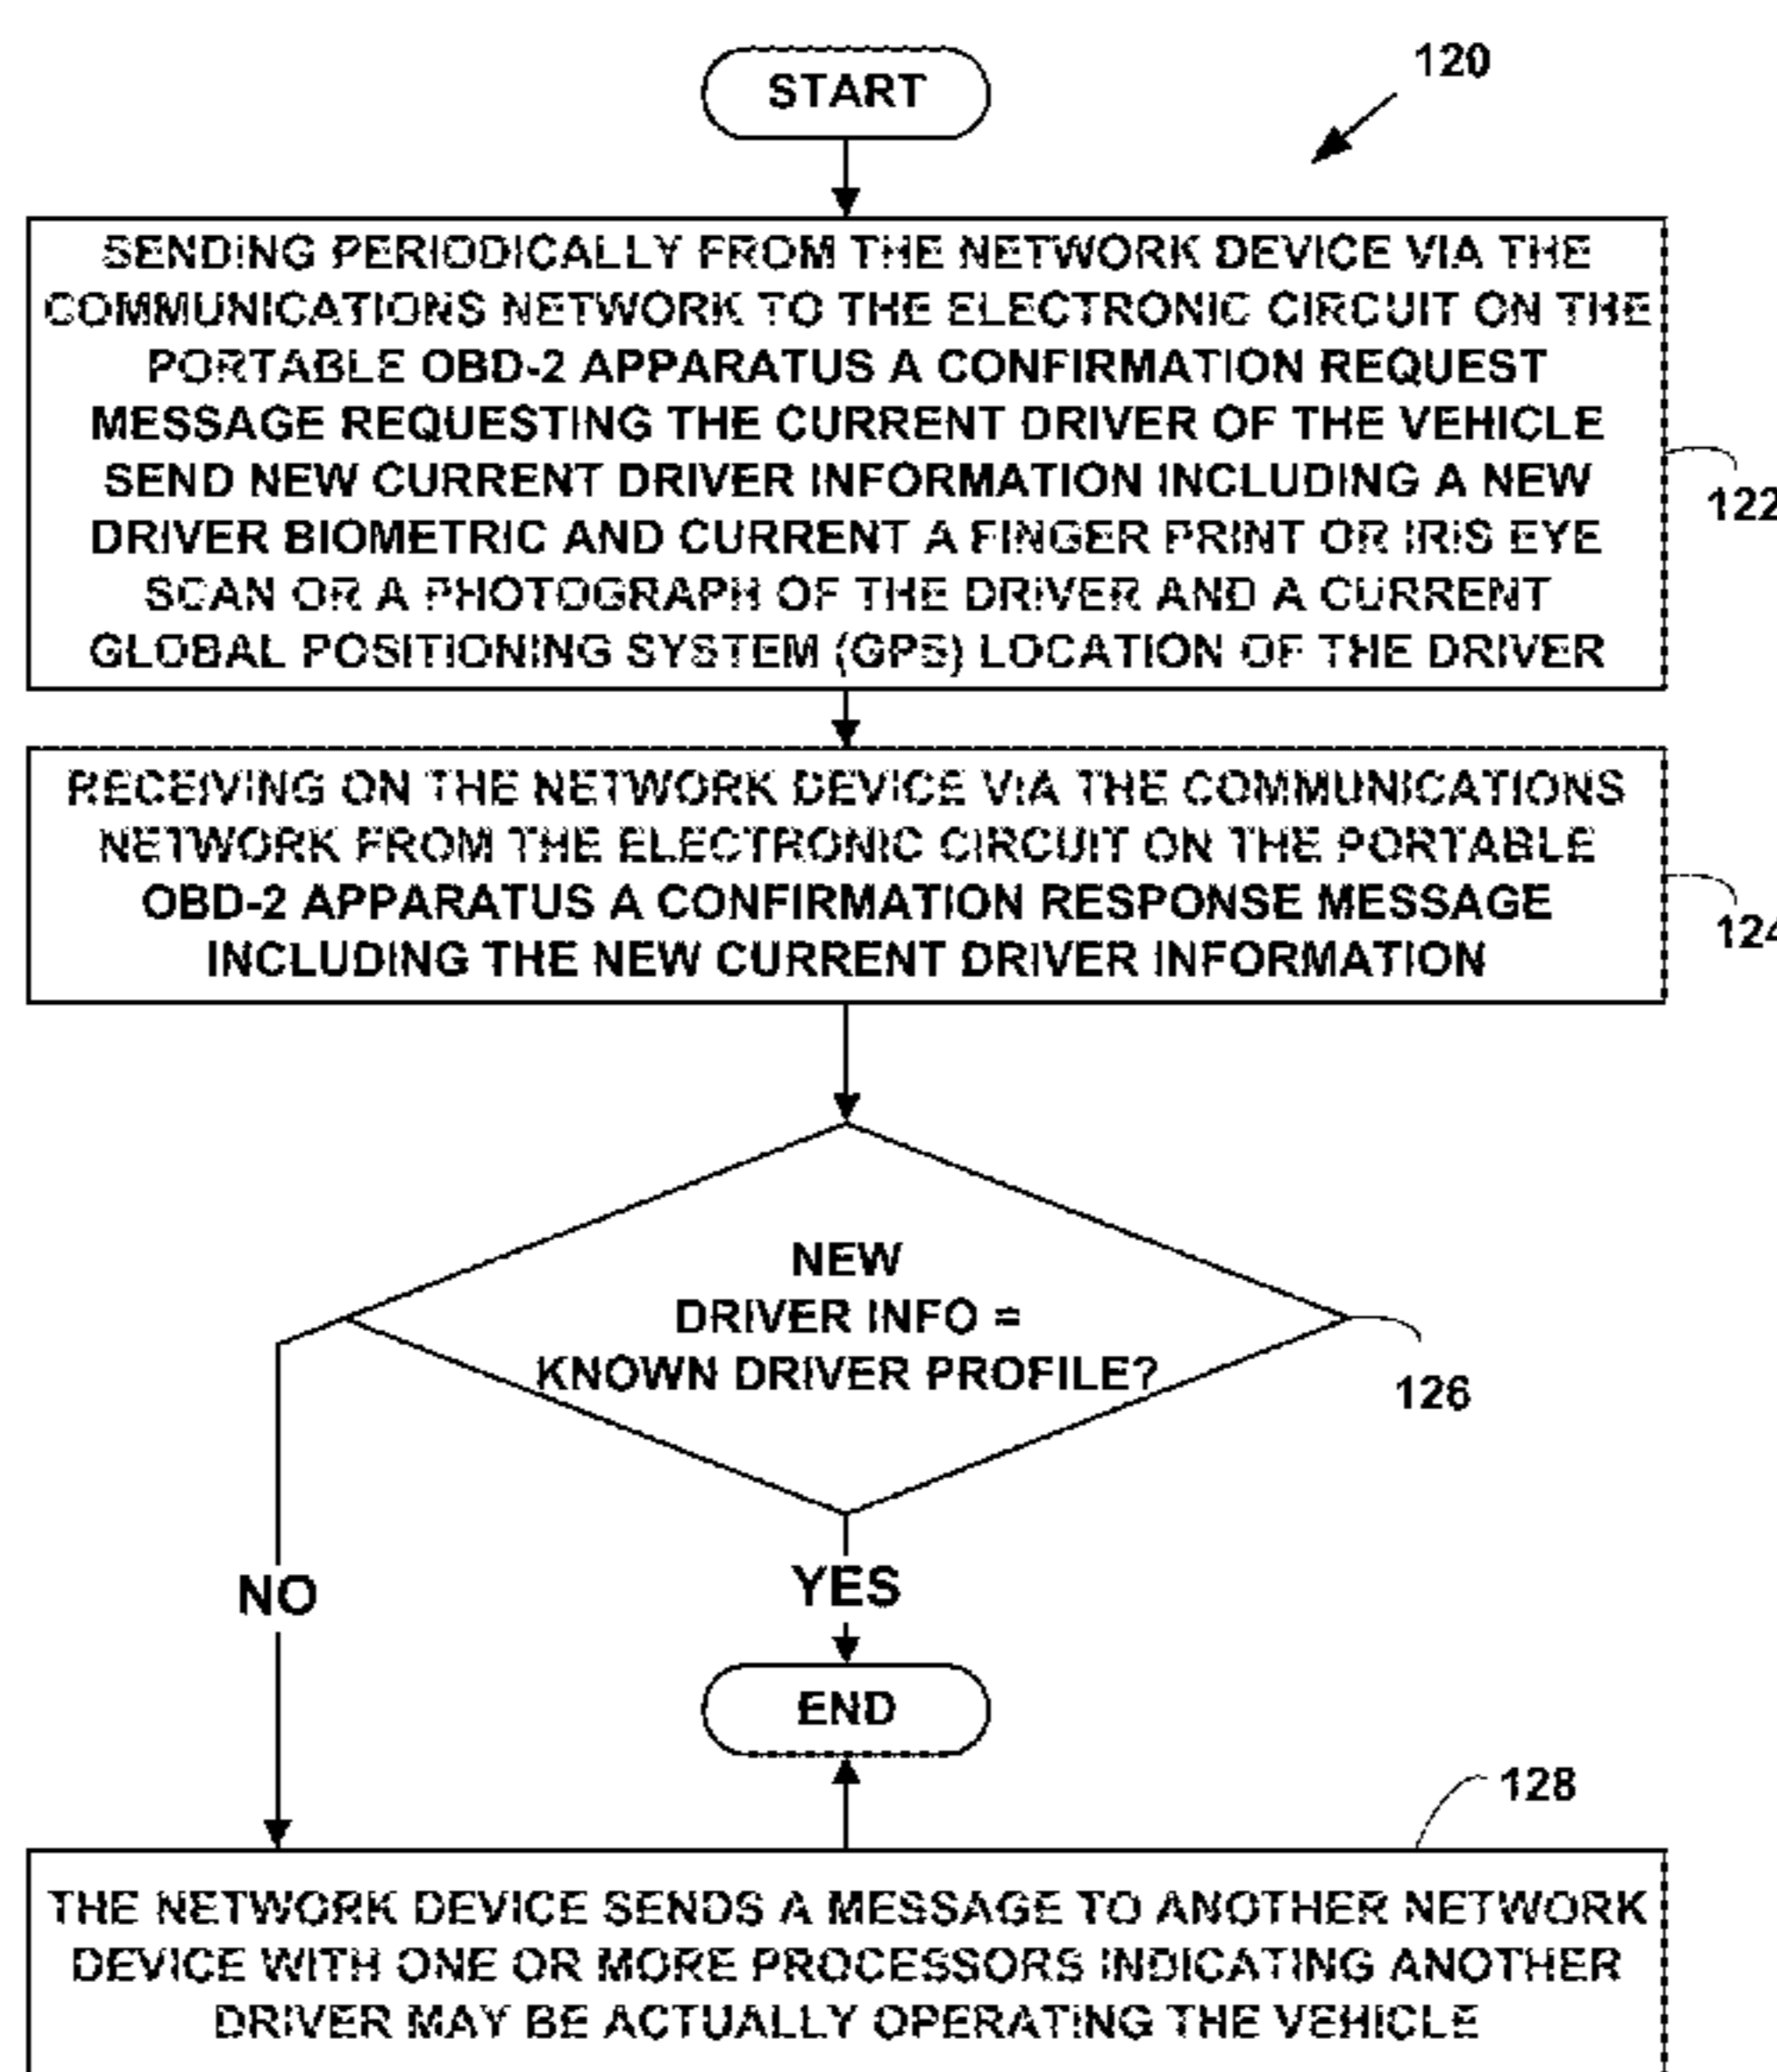 START
120
SENDING PERIODICALLY FROM THE NETWORK DEVICE VIA THE
COMMUNICATIONS NETWORK TO THE ELECTRONIC CIRCUIT ON THE
PORTABLE OBD-2 APPARATUS A CONFIRMATION REQUEST
MESSAGE REQUESTING THE CURRENT DRIVER OF THE VEHICLE
SEND NEW CURRENT DRIVER INFORMATION INCLUDING A NEW
DRIVER BIOMETRIC AND CURRENT A FINGER PRINT OR IRIS EYE
SCAN OR A PHOTOGRAPH OF THE DRIVER AND A CURRENT
GLOBAL POSITIONING SYSTEM (GPS) LOCATION OF THE DRIVER
122
RECEIVING ON THE NETWORK DEVICE VIA THE COMMUNICATIONS
NETWORK FROM THE ELECTRONIC CIRCUIT ON THE PORTABLE
OBD-2 APPARATUS A CONFIRMATION RESPONSE MESSAGE
INCLUDING THE NEW CURRENT DRIVER INFORMATION
124
NEW
DRIVER INFO =
KNOWN DRIVER PROFILE?
126
NO
YES
END
128
THE NETWORK DEVICE SENDS A MESSAGE TO ANOTHER NETWORK
DEVICE WITH ONE OR MORE PROCESSORS INDICATING ANOTHER
DRIVER MAY BE ACTUALLY OPERATING THE VEHICLE